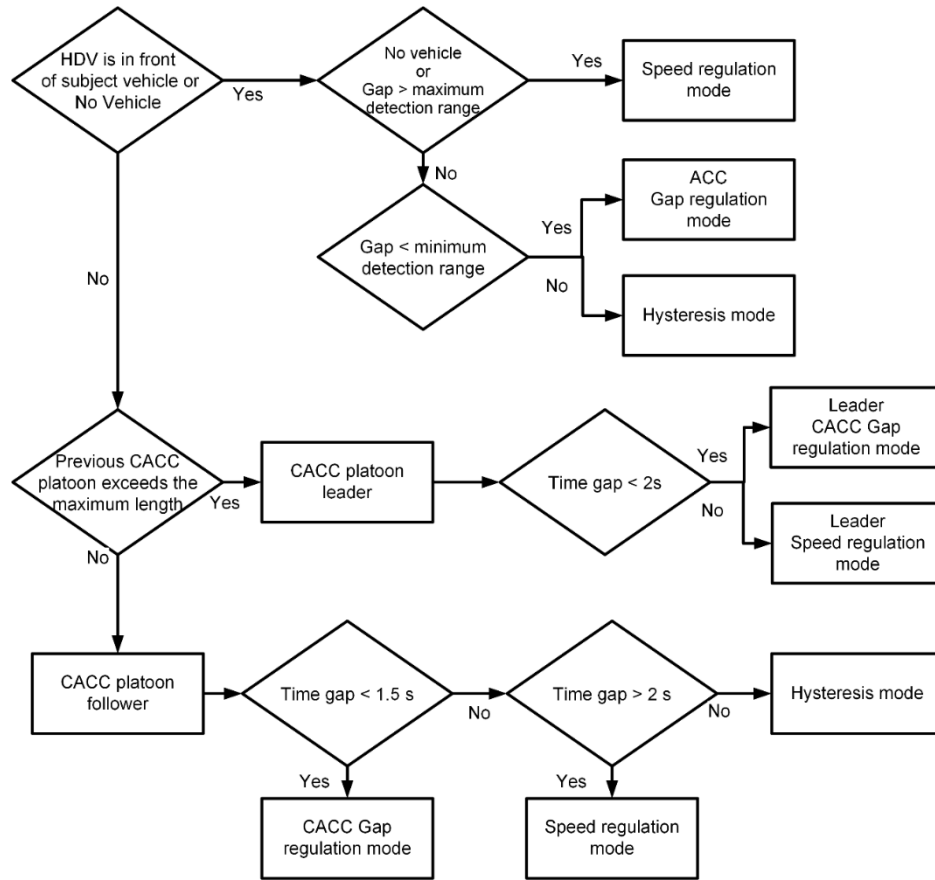 HDV is in front
of subject vehicle or
No Vehicle
Yes
No vehicle
or
Gap > maximum
detection range
Yes
Speed regulation
mode
No
Gap < minimum
detection range
Yes
No
ACC
Gap regulation
mode
Hysteresis mode
No
Previous CACC
platoon exceeds the
maximum length
Yes
CACC platoon
leader
Time gap < 2s
Yes
No
Leader
CACC Gap
regulation mode
Leader
Speed regulation
mode
No
CACC platoon
follower
Time gap < 1.5 s
No
Time gap > 2 s
No
Hysteresis mode
Yes
Yes
CACC Gap
regulation mode
Speed regulation
mode